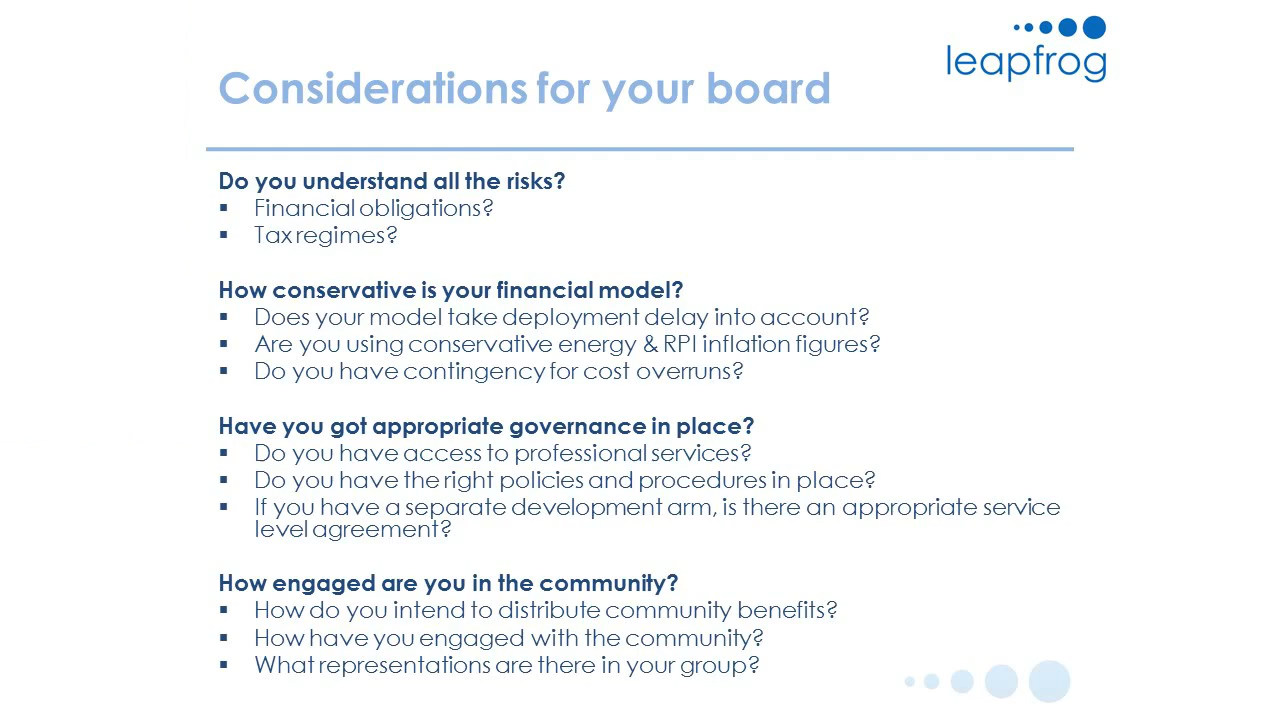 leapfrog
Considerations for your board
Do you understand all the risks?
▪ Financial obligations?
▪ Tax regimes?
How conservative is your financial model?
▪ Does your model take deployment delay into account?
▪ Are you using conservative energy & RPI inflation figures?
▪ Do you have contingency for cost overruns?
Have you got appropriate governance in place?
▪ Do you have access to professional services?
▪ Do you have the right policies and procedures in place?
▪ If you have a separate development arm, is there an appropriate service
level agreement?
How engaged are you in the community?
▪ How do you intend to distribute community benefits?
▪ How have you engaged with the community?
▪ What representations are there in your group?